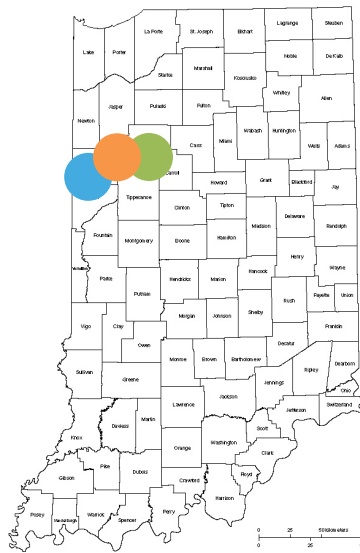 Lagrange
Steuben
La Porte
St. Joseph
Elkhart
Lake
Porter
Noble
De Kalb
Marshall
Starke
Kosciusko
Whitley
Allen
Newton
Jasper
Pulaski
Fulton
Wabash
Huntington
Miami
Cass
Wells
Adams
Carroll
Howard
Grant
Blackford
Jay
Tippecanoe
Clinton
Tipton
Madison
Delaware
Randolph
Fountain
Montgomery
Boone
Hamilton
Henry
Wayne
Hancock
Parke
Putnam
Hendricks
Marion
Rush
Fayette
Union
Shelby
Morgan
Johnson
Franklin
Vigo
Clay
Owen
Decatur
Monroe
Brown
Bartholomew
Ripley
Dearborn
Sullivan
Greene
Jennings
Ohio
Switzerland
Jackson
Lawrence
Jefferson
Daviess
Martin
Knox
Scott
Washington
Orange
Clark
Pike
Dubois
Gibson
Crawford
Floyd
Harrison
Posey
Warrick
Spencer
Perry
0 25 50 Kilometers
0 25